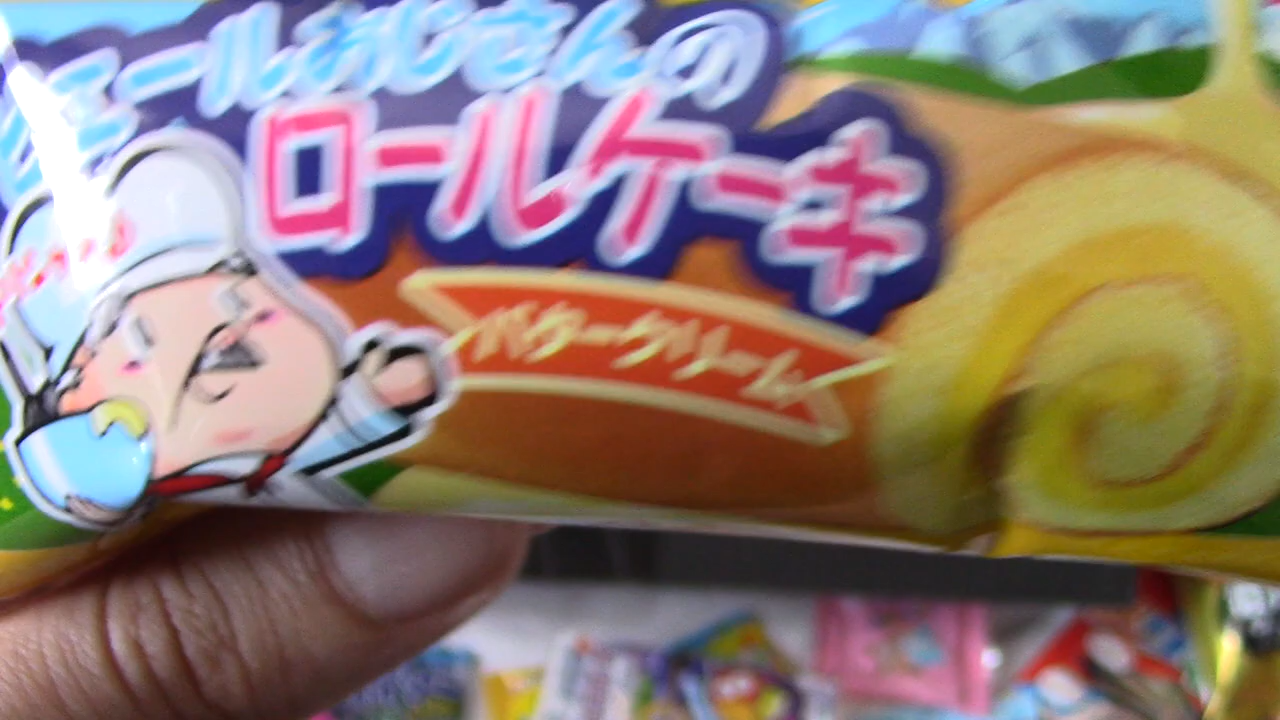 エールおじさんの
ロールケーキ
バタークリーム